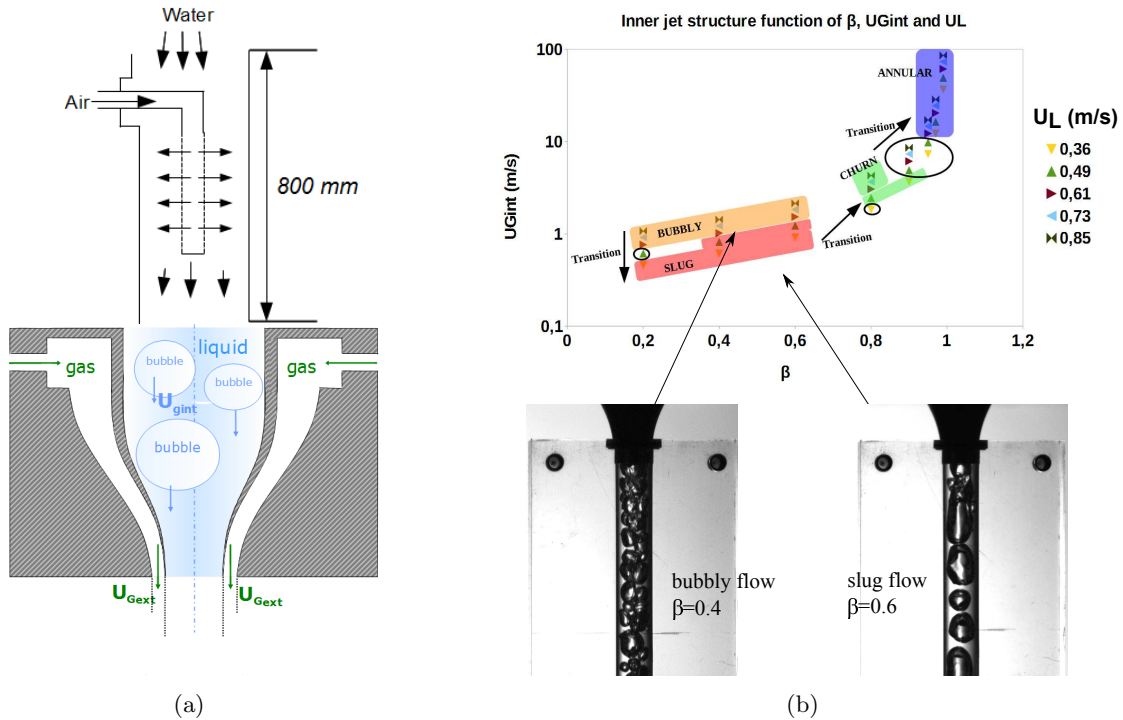 Water
Air
800 mm
bubble
liquid
bubble
gas
gas
Ugint
bubble
UGext
UGext
(a)
Inner jet structure function of β, UGint and UL
100
10
1
0,1
0
0,2
0,4
0,6
0,8
1
1,2
UGint (m/s)
β
ANNULAR
Transition
CHURN
BUBBLY
Transition
Transition
SLUG
UL (m/s)
0,36
0,49
0,61
0,73
0,85
bubbly flow
β=0.4
slug flow
β=0.6
(b)